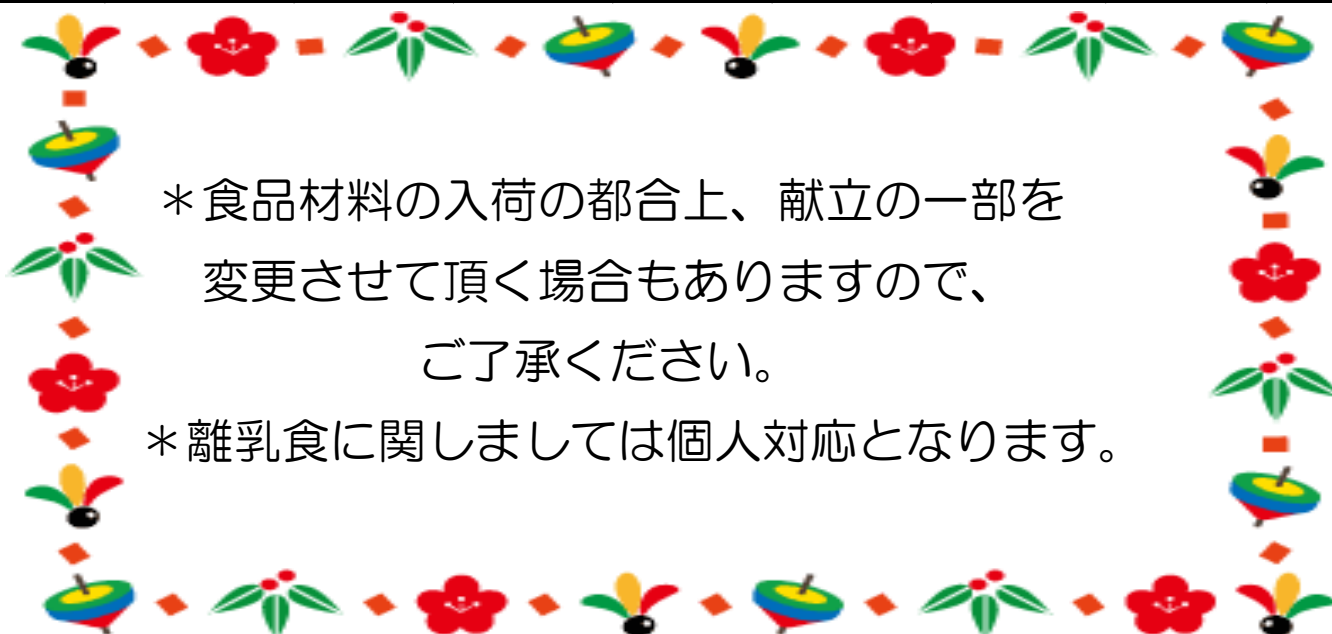 ＊食品材料の入荷の都合上、献立の一部を
変更させて頂く場合もありますので、
ご了承ください。
＊離乳食に関しましては個人対応となります。